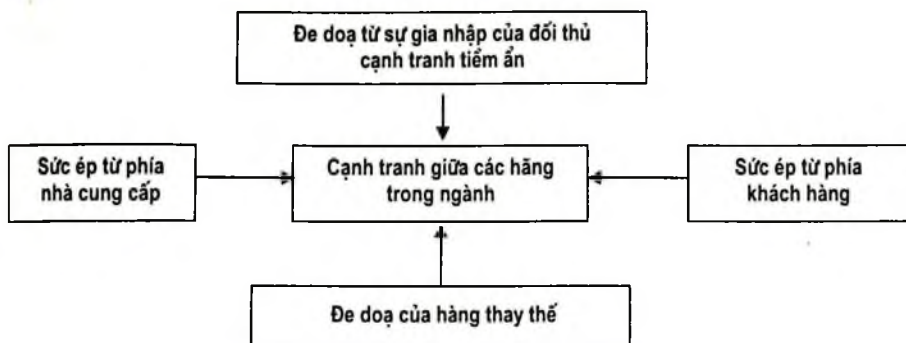 Đe doạ từ sự gia nhập của đối thủ
cạnh tranh tiềm ẩn
Sức ép từ phía
nhà cung cấp
Cạnh tranh giữa các hãng
trong ngành
Sức ép từ phía
khách hàng
Đe doạ của hàng thay thế